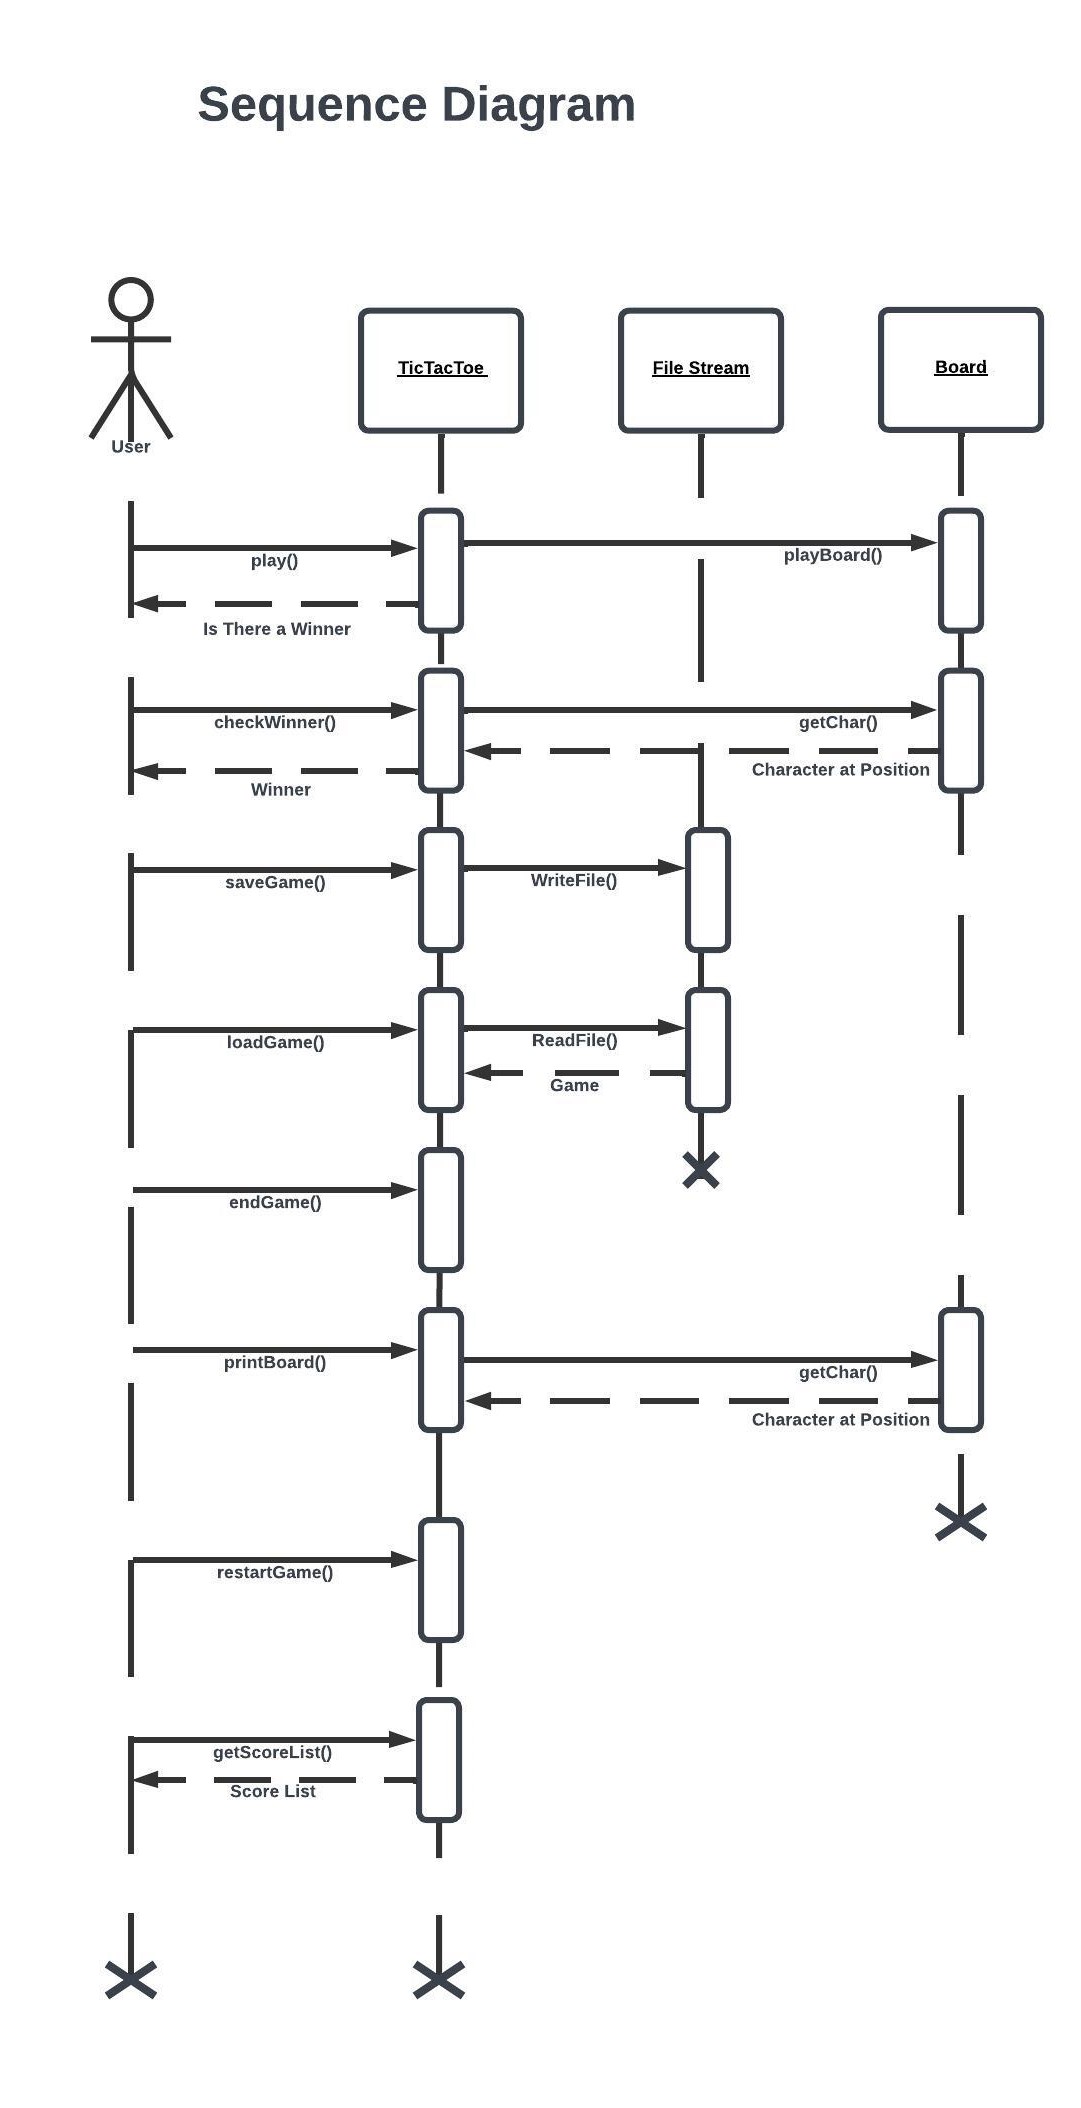 Sequence Diagram
User
TicTacToe
File Stream
Board
play()
playBoard()
Is There a Winner
checkWinner()
getChar()
Character at Position
Winner
saveGame()
WriteFile()
loadGame()
ReadFile()
Game
endGame()
printBoard()
getChar()
Character at Position
restartGame()
getScoreList()
Score List